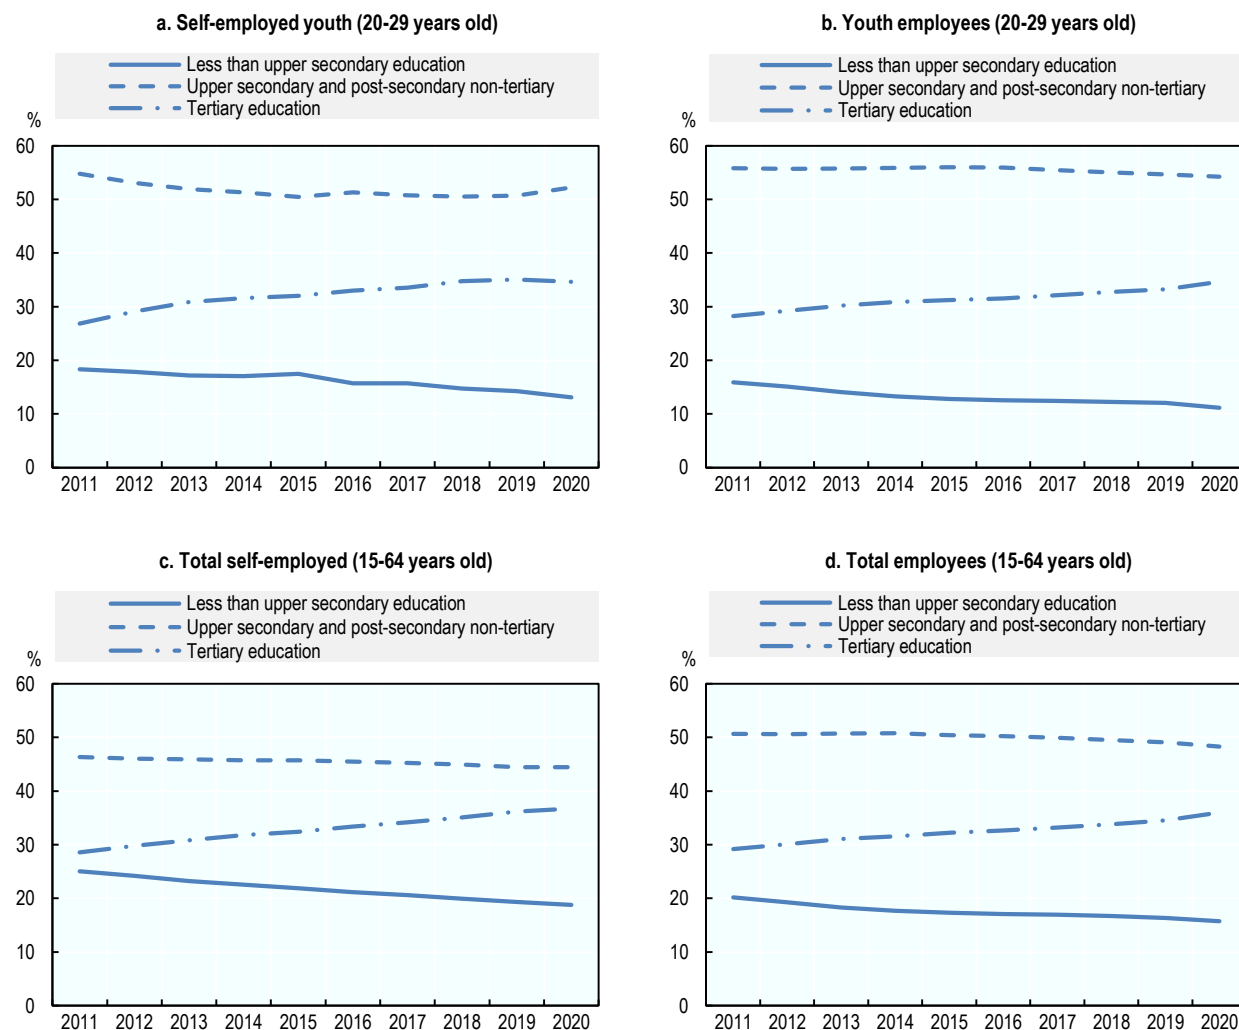 a. Self-employed youth (20-29 years old)
Less than upper secondary education
Upper secondary and post-secondary non-tertiary
Tertiary education
%
60
50
40
30
20
10
0
2011 2012 2013 2014 2015 2016 2017 2018 2019 2020
b. Youth employees (20-29 years old)
Less than upper secondary education
Upper secondary and post-secondary non-tertiary
Tertiary education
%
60
50
40
30
20
10
0
2011 2012 2013 2014 2015 2016 2017 2018 2019 2020
c. Total self-employed (15-64 years old)
Less than upper secondary education
Upper secondary and post-secondary non-tertiary
Tertiary education
%
60
50
40
30
20
10
0
2011 2012 2013 2014 2015 2016 2017 2018 2019 2020
d. Total employees (15-64 years old)
Less than upper secondary education
Upper secondary and post-secondary non-tertiary
Tertiary education
%
60
50
40
30
20
10
0
2011 2012 2013 2014 2015 2016 2017 2018 2019 2020